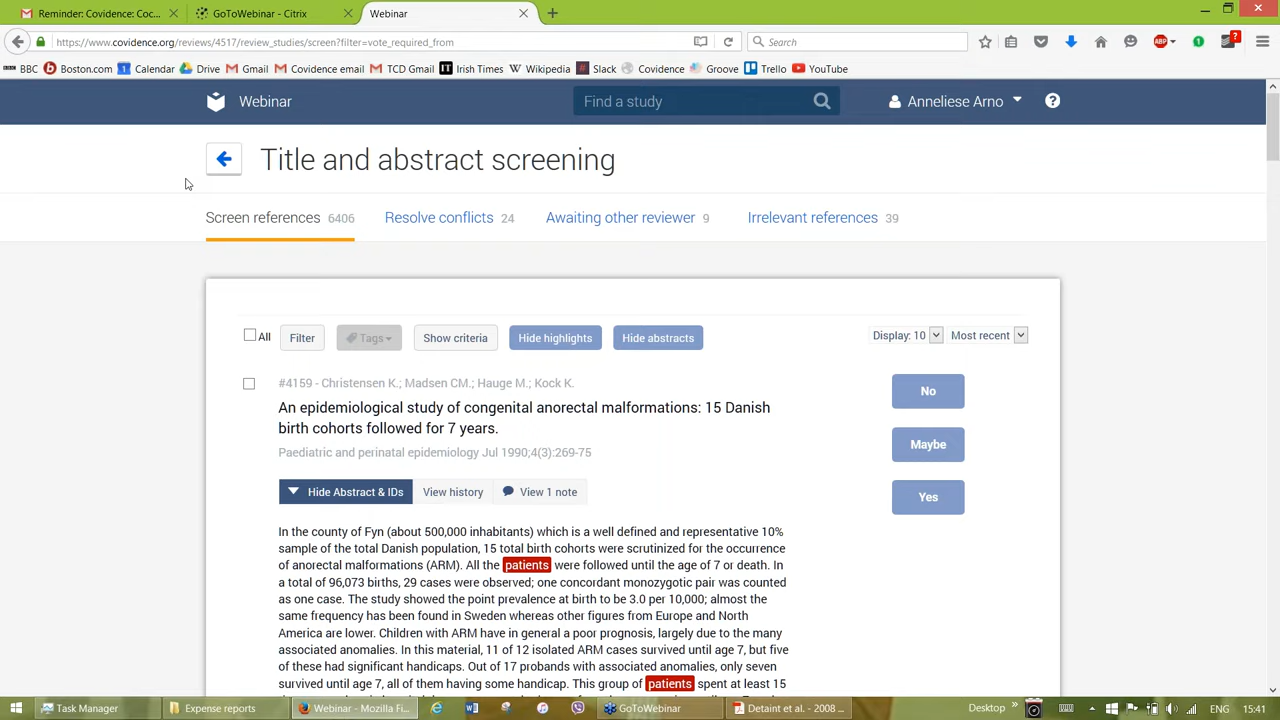 Reminder: Covidence: Coc...
GoToWebinar - Citrix
Webinar
https://www.covidence.org/reviews/4517/review_studies/screen?filter=vote_required_from
Search
ABP
1
?
BBC
Boston.com
Calendar
Drive
Gmail
Covidence email
TCD Gmail
Irish Times
Wikipedia
Slack
Covidence
Groove
Trello
YouTube
Webinar
Find a study
Anneliese Arno
?
Title and abstract screening
Screen references 6406
Resolve conflicts 24
Awaiting other reviewer 9
Irrelevant references 39
All
Filter
Tags
Show criteria
Hide highlights
Hide abstracts
Display: 10
Most recent
#4159 - Christensen K.; Madsen CM.; Hauge M.; Kock K.
No
An epidemiological study of congenital anorectal malformations: 15 Danish
birth cohorts followed for 7 years.
Maybe
Paediatric and perinatal epidemiology Jul 1990;4(3):269-75
Hide Abstract & IDs
View history
View 1 note
Yes
In the county of Fyn (about 500,000 inhabitants) which is a well defined and representative 10%
sample of the total Danish population, 15 total birth cohorts were scrutinized for the occurrence
of anorectal malformations (ARM). All the patients were followed until the age of 7 or death. In
a total of 96,073 births, 29 cases were observed; one concordant monozygotic pair was counted
as one case. The study showed the point prevalence at birth to be 3.0 per 10,000; almost the
same frequency has been found in Sweden whereas other figures from Europe and North
America are lower. Children with ARM have in general a poor prognosis, largely due to the many
associated anomalies. In this material, 11 of 12 isolated ARM cases survived until age 7, but five
of these had significant handicaps. Out of 17 probands with associated anomalies, only seven
survived until age 7, all of them having some handicap. This group of patients spent at least 15
Task Manager
Expense reports
Webinar - Mozilla Fi...
GoToWebinar
Detaint et al. - 2008 ...
Desktop
ENG
15:41